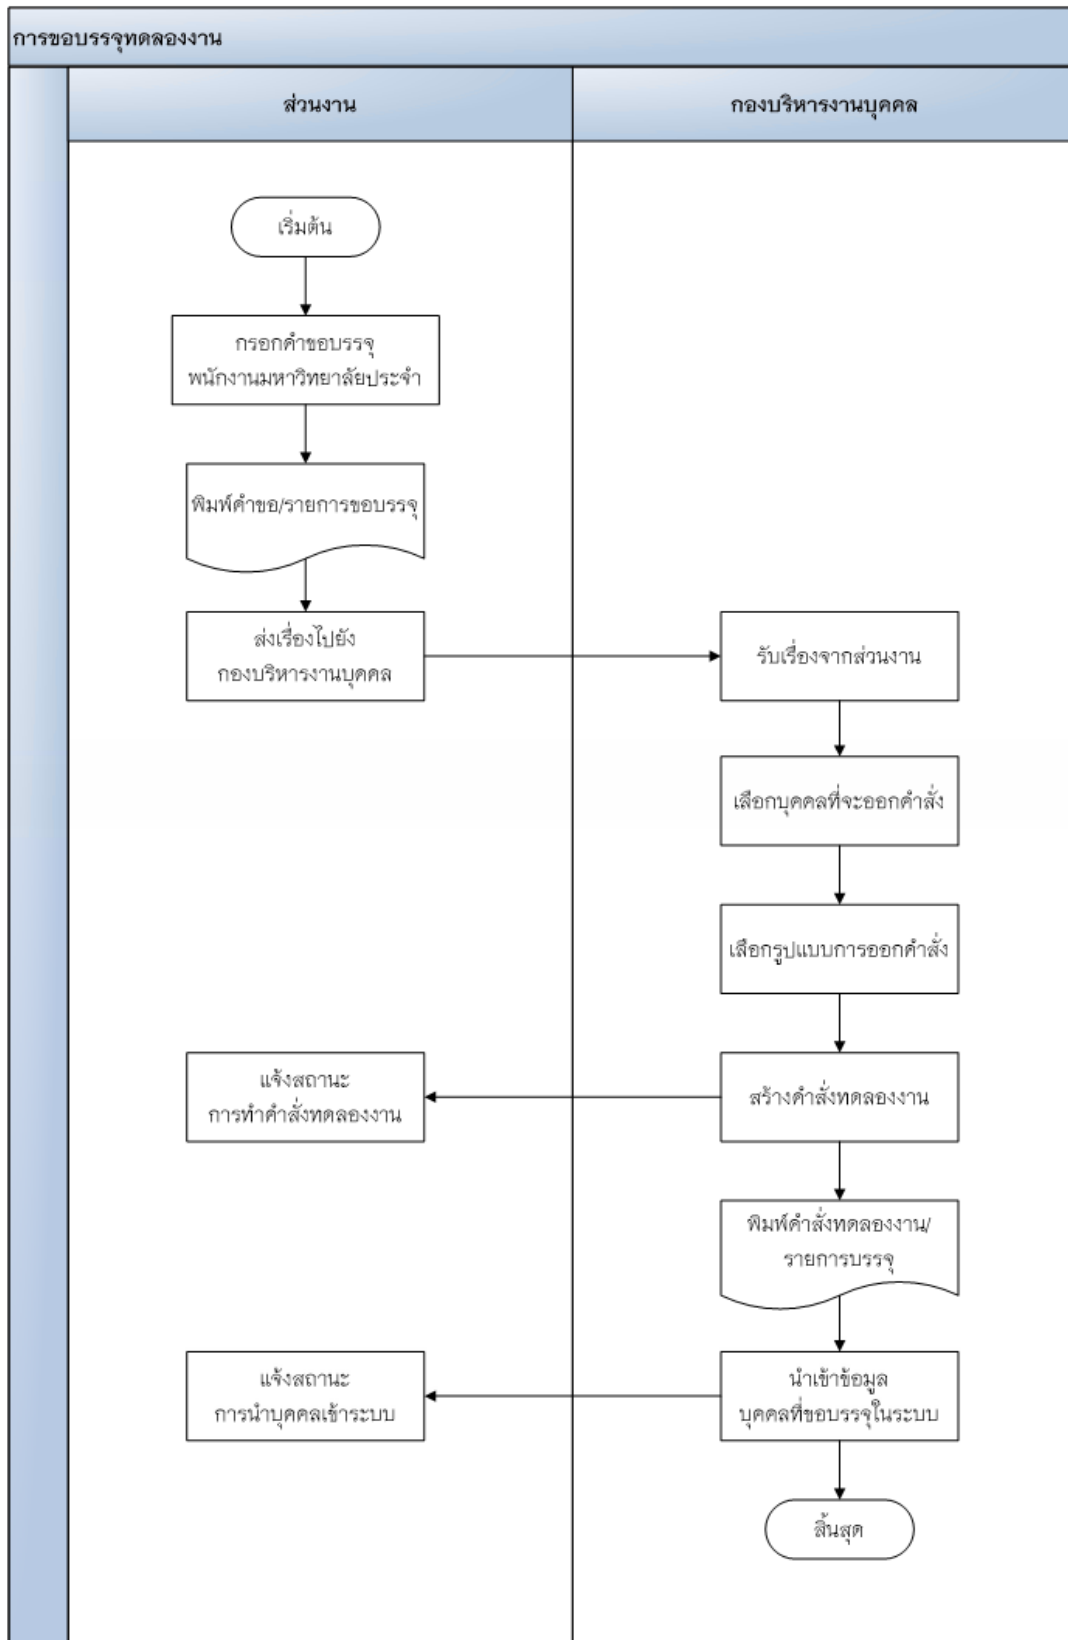 การขอบรรจุทดลองงาน
ส่วนงาน
กองบริหารงานบุคคล
เริ่มต้น
กรอกคำขอบรรจุ
พนักงานมหาวิทยาลัยประจำ
พิมพ์คำขอ/รายการขอบรรจุ
ส่งเรื่องไปยัง
กองบริหารงานบุคคล
รับเรื่องจากส่วนงาน
เลือกบุคคลที่จะออกคำสั่ง
เลือกรูปแบบการออกคำสั่ง
สร้างคำสั่งทดลองงาน
แจ้งสถานะ
การทำคำสั่งทดลองงาน
พิมพ์คำสั่งทดลองงาน/
รายการบรรจุ
นำเข้าข้อมูล
บุคคลที่ขอบรรจุในระบบ
แจ้งสถานะ
การนำบุคคลเข้าระบบ
สิ้นสุด